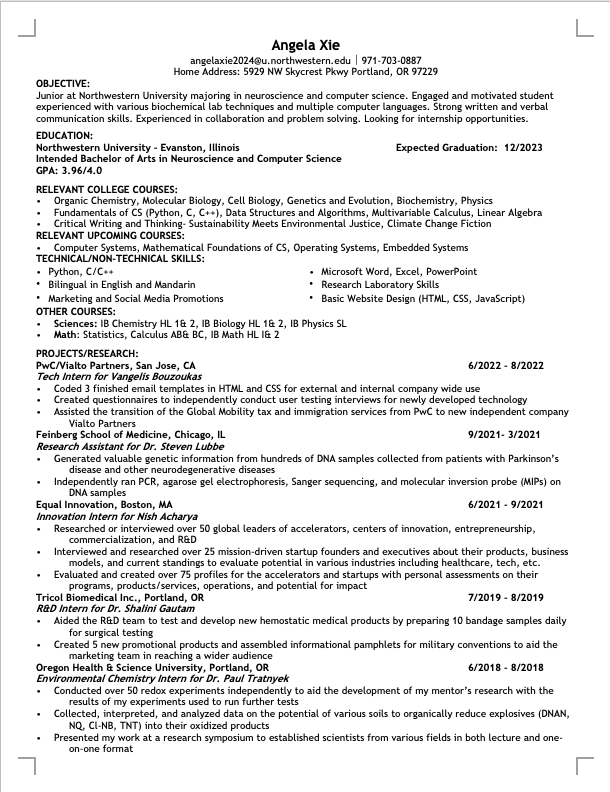 Angela Xie
angelaxie2024@u.northwestern.edu | 971-703-0887
Home Address: 5929 NW Skycrest Pkwy Portland, OR 97229
OBJECTIVE:
Junior at Northwestern University majoring in neuroscience and computer science. Engaged and motivated student
experienced with various biochemical lab techniques and multiple computer languages. Strong written and verbal
communication skills. Experienced in collaboration and problem solving. Looking for internship opportunities.
EDUCATION:
Northwestern University - Evanston, Illinois Expected Graduation: 12/2023
Intended Bachelor of Arts in Neuroscience and Computer Science
GPA: 3.96/4.0
RELEVANT COLLEGE COURSES:
• Organic Chemistry, Molecular Biology, Cell Biology, Genetics and Evolution, Biochemistry, Physics
• Fundamentals of CS (Python, C, C++), Data Structures and Algorithms, Multivariable Calculus, Linear Algebra
• Critical Writing and Thinking- Sustainability Meets Environmental Justice, Climate Change Fiction
RELEVANT UPCOMING COURSES:
• Computer Systems, Mathematical Foundations of CS, Operating Systems, Embedded Systems
TECHNICAL/NON-TECHNICAL SKILLS:
• Python, C/C++ • Microsoft Word, Excel, PowerPoint
• Bilingual in English and Mandarin • Research Laboratory Skills
• Marketing and Social Media Promotions • Basic Website Design (HTML, CSS, JavaScript)
OTHER COURSES:
• Sciences: IB Chemistry HL 1& 2, IB Biology HL 1& 2, IB Physics SL
• Math: Statistics, Calculus AB& BC, IB Math HL I& 2
PROJECTS/RESEARCH:
PwC/Vialto Partners, San Jose, CA 6/2022 - 8/2022
Tech Intern for Vangelis Bouzoukas
• Coded 3 finished email templates in HTML and CSS for external and internal company wide use
• Created questionnaires to independently conduct user testing interviews for newly developed technology
• Assisted the transition of the Global Mobility tax and immigration services from PwC to new independent company
Vialto Partners
Feinberg School of Medicine, Chicago, IL 9/2021- 3/2021
Research Assistant for Dr. Steven Lubbe
• Generated valuable genetic information from hundreds of DNA samples collected from patients with Parkinson's
disease and other neurodegenerative diseases
• Independently ran PCR, agarose gel electrophoresis, Sanger sequencing, and molecular inversion probe (MIPs) on
DNA samples
Equal Innovation, Boston, MA 6/2021 - 9/2021
Innovation Intern for Nish Acharya
• Researched or interviewed over 50 global leaders of accelerators, centers of innovation, entrepreneurship,
commercialization, and R&D
• Interviewed and researched over 25 mission-driven startup founders and executives about their products, business
models, and current standings to evaluate potential in various industries including healthcare, tech, etc.
• Evaluated and created over 75 profiles for the accelerators and startups with personal assessments on their
programs, products/services, operations, and potential for impact
Tricol Biomedical Inc., Portland, OR 7/2019 - 8/2019
R&D Intern for Dr. Shalini Gautam
• Aided the R&D team to test and develop new hemostatic medical products by preparing 10 bandage samples daily
for surgical testing
• Created 5 new promotional products and assembled informational pamphlets for military conventions to aid the
marketing team in reaching a wider audience
Oregon Health & Science University, Portland, OR 6/2018 - 8/2018
Environmental Chemistry Intern for Dr. Paul Tratnyek
• Conducted over 50 redox experiments independently to aid the development of my mentor's research with the
results of my experiments used to run further tests
• Collected, interpreted, and analyzed data on the potential of various soils to organically reduce explosives (DNAN,
NQ, Cl-NB, TNT) into their oxidized products
• Presented my work at a research symposium to established scientists from various fields in both lecture and one-
on-one format